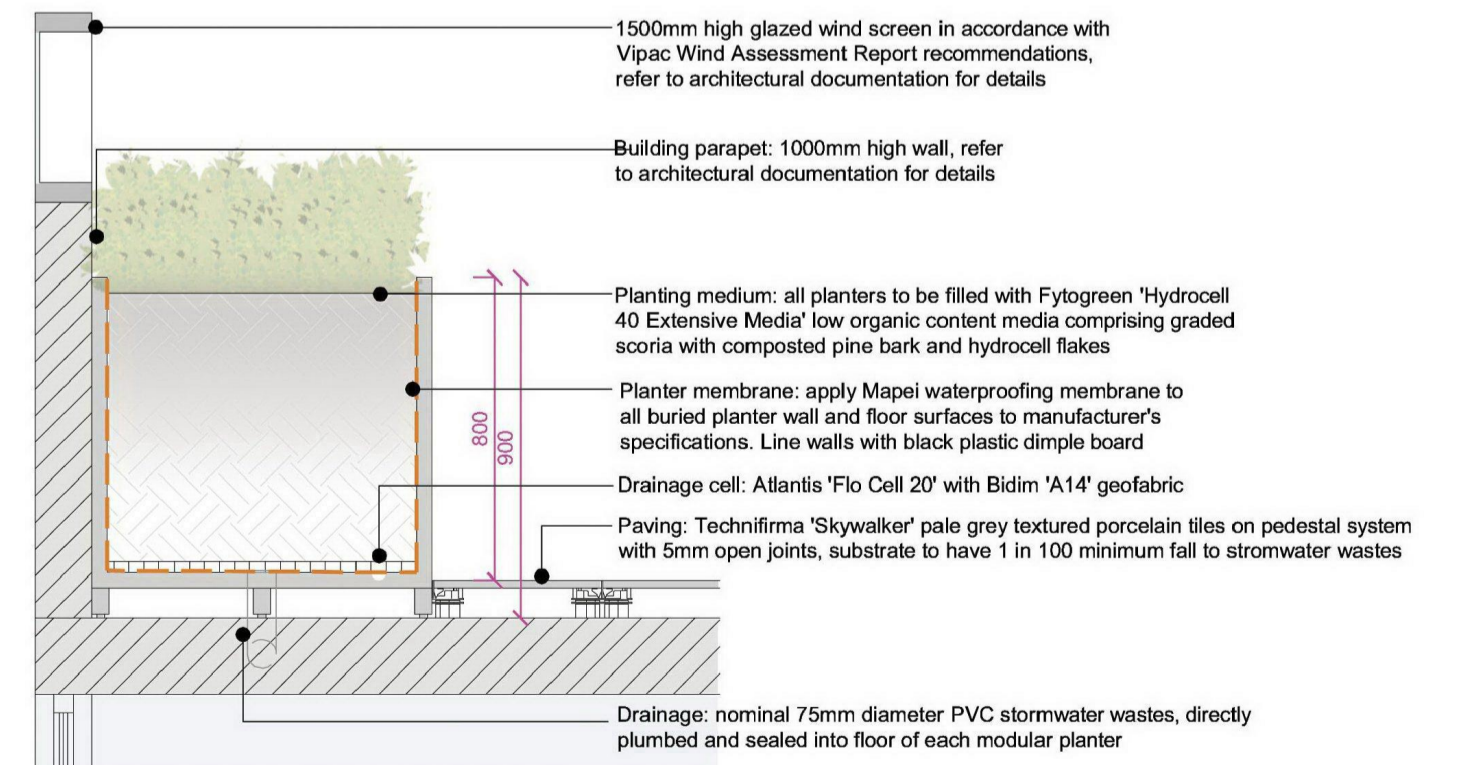 1500mm high glazed wind screen in accordance with
Vipac Wind Assessment Report recommendations,
refer to architectural documentation for details
Building parapet: 1000mm high wall, refer
to architectural documentation for details
Planting medium: all planters to be filled with Fytogreen 'Hydrocell
40 Extensive Media' low organic content media comprising graded
scoria with composted pine bark and hydrocell flakes
Planter membrane: apply Mapei waterproofing membrane to
all buried planter wall and floor surfaces to manufacturer's
specifications. Line walls with black plastic dimple board
800
900
Drainage cell: Atlantis 'Flo Cell 20' with Bidim 'A14' geofabric
Paving: Technifirma 'Skywalker' pale grey textured porcelain tiles on pedestal system
with 5mm open joints, substrate to have 1 in 100 minimum fall to stromwater wastes
Drainage: nominal 75mm diameter PVC stormwater wastes, directly
plumbed and sealed into floor of each modular planter